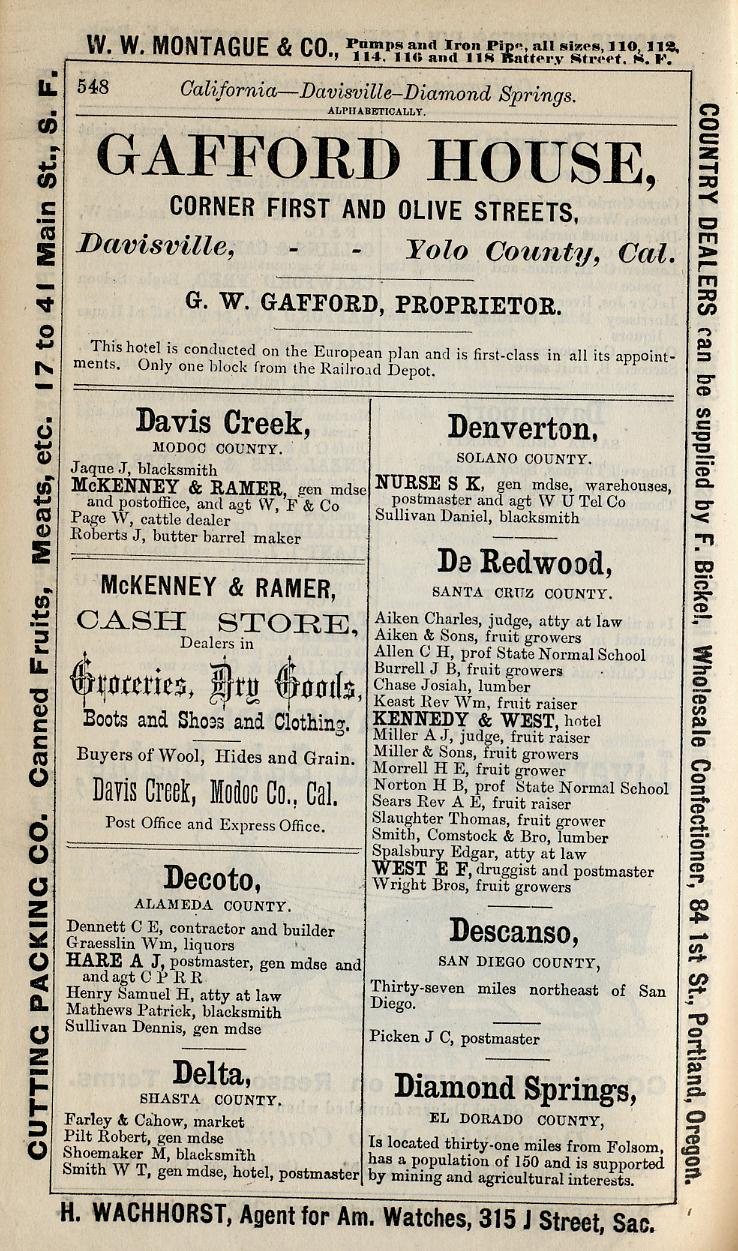 W. W. MONTAGUE & CO., Pumps and Iron Pipe, all sizes, 110, 112,
114, 116 and 118 Battery Street, S. F.
548 California—Davisville–Diamond Springs.
ALPHABETICALLY.
GAFFORD HOUSE,
CORNER FIRST AND OLIVE STREETS,
Davisville, - - Yolo County, Cal.
G. W. GAFFORD, PROPRIETOR.
This hotel is conducted on the European plan and is first-class in all its appoint-
ments. Only one block from the Railroad Depot.
Davis Creek,
MODOC COUNTY.
Jaque J, blacksmith
McKENNEY & RAMER, gen mdse
and postoffice, and agt W, F & Co
Page W, cattle dealer
Roberts J, butter barrel maker
McKENNEY & RAMER,
CASH STORE,
Dealers in
Groceries, Dry Goods,
Boots and Shoes and Clothing.
Buyers of Wool, Hides and Grain.
Davis Creek, Modoc Co., Cal.
Post Office and Express Office.
Decoto,
ALAMEDA COUNTY.
Dennett C E, contractor and builder
Graesslin Wm, liquors
HARE A J, postmaster, gen mdse and
and agt C P R R
Henry Samuel H, atty at law
Mathews Patrick, blacksmith
Sullivan Dennis, gen mdse
Delta,
SHASTA COUNTY.
Farley & Cahow, market
Pilt Robert, gen mdse
Shoemaker M, blacksmith
Smith W T, gen mdse, hotel, postmaster
Denverton,
SOLANO COUNTY.
NURSE S K, gen mdse, warehouses,
postmaster and agt W U Tel Co
Sullivan Daniel, blacksmith
De Redwood,
SANTA CRUZ COUNTY.
Aiken Charles, judge, atty at law
Aiken & Sons, fruit growers
Allen C H, prof State Normal School
Burrell J B, fruit growers
Chase Josiah, lumber
Keast Rev Wm, fruit raiser
KENNEDY & WEST, hotel
Miller A J, judge, fruit raiser
Miller & Sons, fruit growers
Morrell H E, fruit grower
Norton H B, prof State Normal School
Sears Rev A E, fruit raiser
Slaughter Thomas, fruit grower
Smith, Comstock & Bro, lumber
Spalsbury Edgar, atty at law
WEST E F, druggist and postmaster
Wright Bros, fruit growers
Descanso,
SAN DIEGO COUNTY,
Thirty-seven miles northeast of San
Diego.
Picken J C, postmaster
Diamond Springs,
EL DORADO COUNTY,
Is located thirty-one miles from Folsom,
has a population of 150 and is supported
by mining and agricultural interests.
CUTTING PACKING CO. Canned Fruits, Meats, etc. 17 to 41 Main St., S. F.
COUNTRY DEALERS can be supplied by F. Bickel, Wholesale Confectioner, 84 1st St., Portland, Oregon.
H. WACHHORST, Agent for Am. Watches, 315 J Street, Sac.